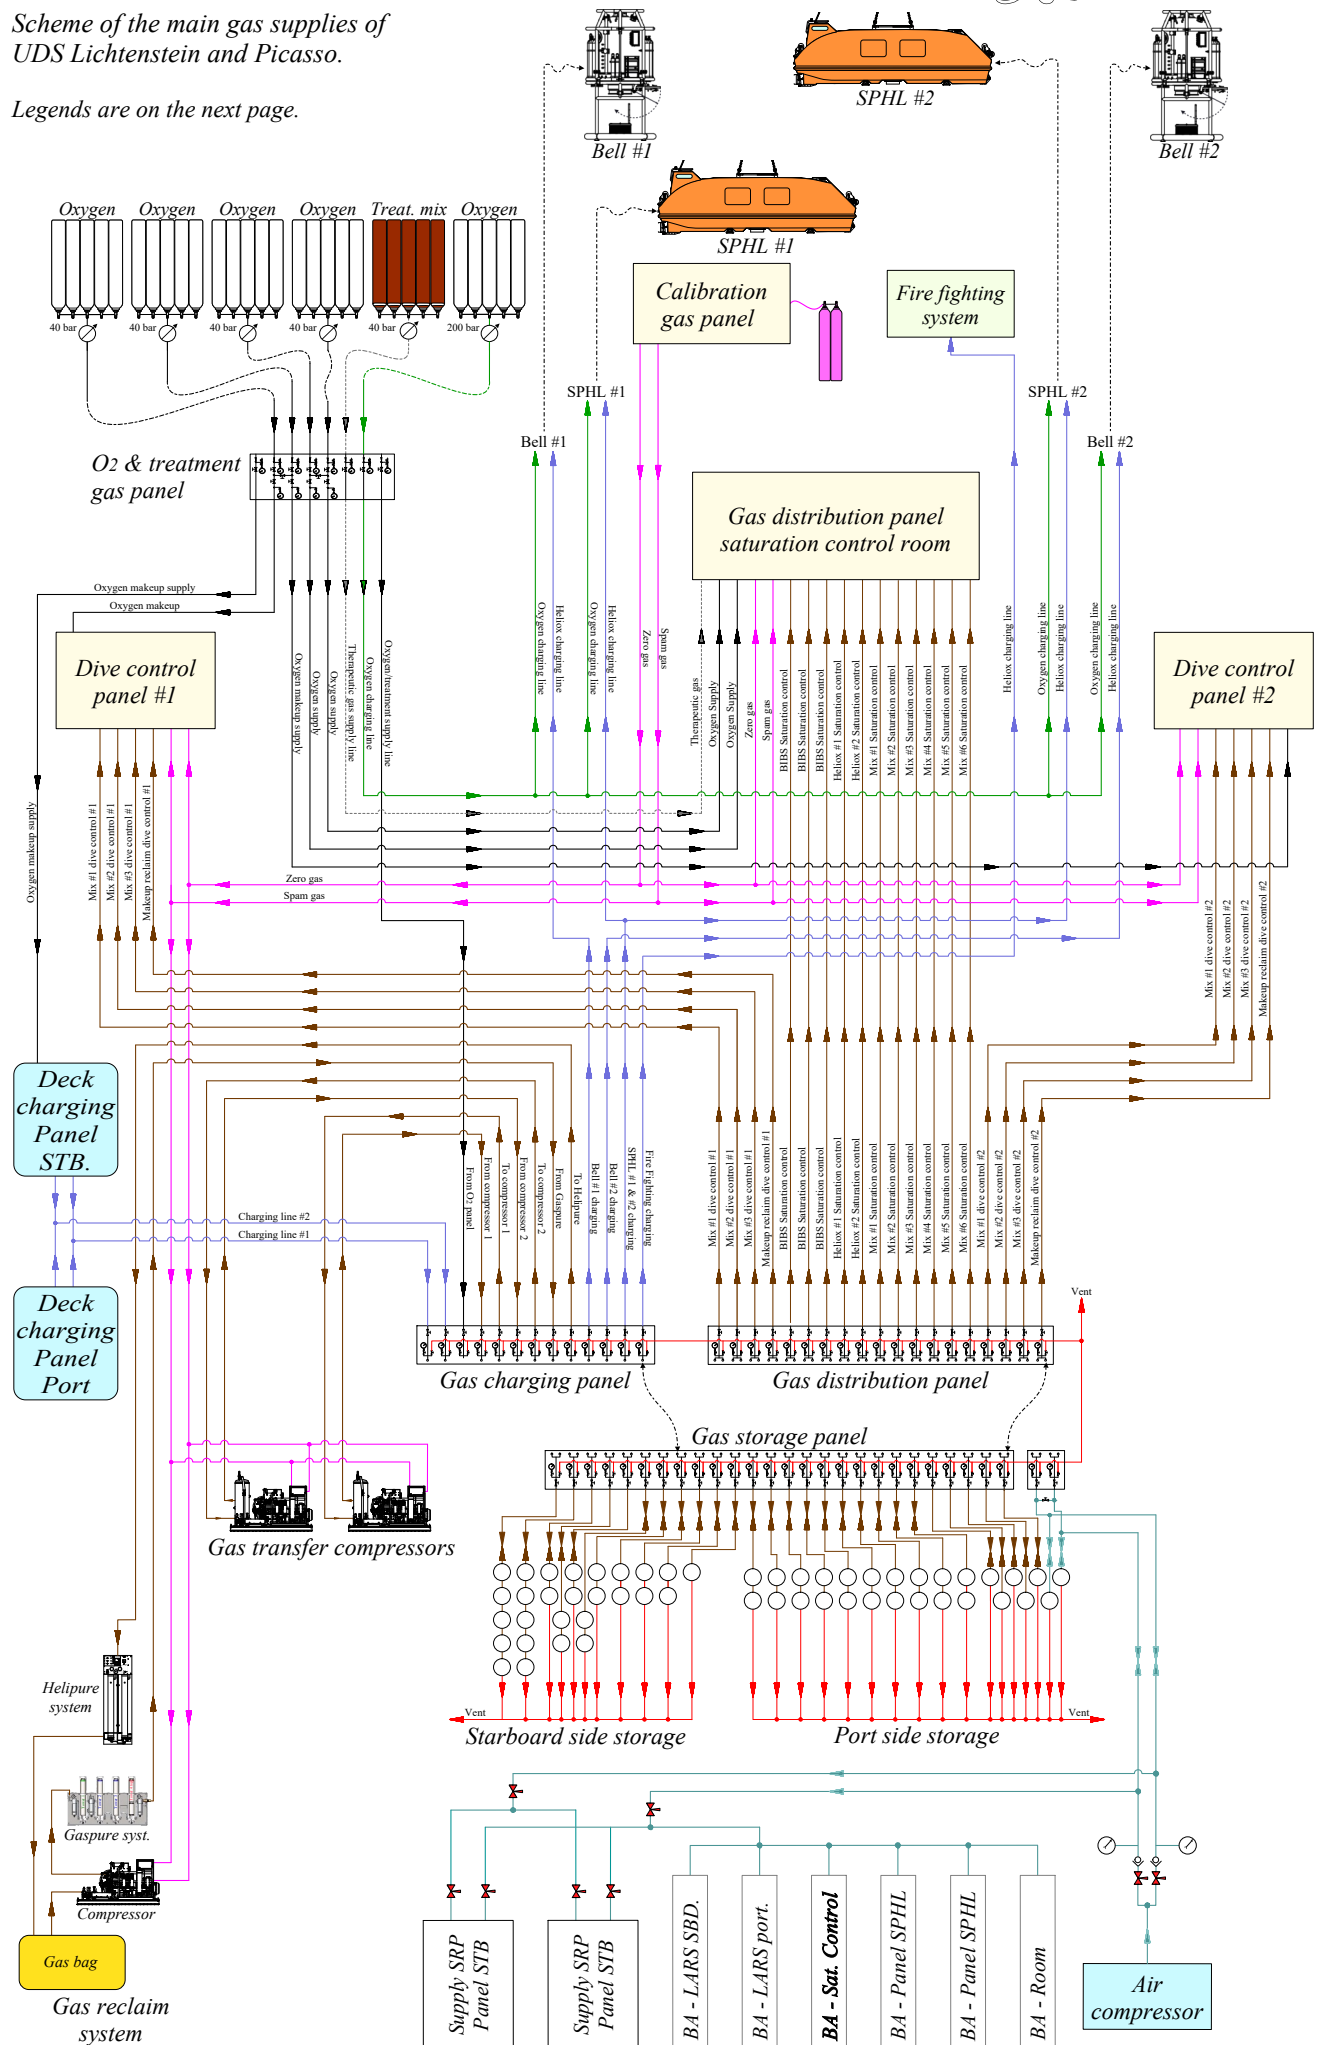 Scheme of the main gas supplies of
UDS Lichtenstein and Picasso.
Legends are on the next page.
Bell #1
SPHL #2
Bell #2
SPHL #1
Oxygen
Oxygen
Oxygen
Oxygen
Treat. mix
Oxygen
40 bar
40 bar
40 bar
40 bar
40 bar
200 bar
Calibration
gas panel
Fire fighting
system
SPHL #1
SPHL #2
Bell #1
Bell #2
O2 & treatment
gas panel
Gas distribution panel
saturation control room
Oxygen makeup supply
Oxygen makeup
Dive control
panel #1
Dive control
panel #2
Oxygen makeup supply
Oxygen supply
Oxygen supply
Therapeutic gas supply line
Oxygen charging line
Oxygen/treatment supply line
Oxygen charging line
Heliox charging line
Oxygen charging line
Heliox charging line
Zero gas
Spam gas
Therapeutic gas
Oxygen Supply
Oxygen Supply
Zero gas
Spam gas
BIBS Saturation control
BIBS Saturation control
BIBS Saturation control
Heliox #1 Saturation control
Heliox #2 Saturation control
Mix #1 Saturation control
Mix #2 Saturation control
Mix #3 Saturation control
Mix #4 Saturation control
Mix #5 Saturation control
Mix #6 Saturation control
Heliox charging line
Oxygen charging line
Heliox charging line
Oxygen charging line
Heliox charging line
Oxygen makeup supply
Mix #1 dive control #1
Mix #2 dive control #1
Mix #3 dive control #1
Makeup reclaim dive control #1
Zero gas
Spam gas
Mix #1 dive control #2
Mix #2 dive control #2
Mix #3 dive control #2
Makeup reclaim dive control #2
Deck
charging
Panel
STB.
Charging line #2
Charging line #1
Deck
charging
Panel
Port
From O2 panel
From compressor 1
To compressor 1
From compressor 2
To compressor 2
From Gaspure
To Helipure
Bell #1 charging
Bell #2 charging
SPHL #1 & #2 charging
Fire Fighting charging
Mix #1 dive control #1
Mix #2 dive control #1
Mix #3 dive control #1
Makeup reclaim dive control #1
BIBS Saturation control
BIBS Saturation control
BIBS Saturation control
Heliox #1 Saturation control
Heliox #2 Saturation control
Mix #1 Saturation control
Mix #2 Saturation control
Mix #3 Saturation control
Mix #4 Saturation control
Mix #5 Saturation control
Mix #6 Saturation control
Mix #1 dive control #2
Mix #2 dive control #2
Mix #3 dive control #2
Makeup reclaim dive control #2
Vent
Gas charging panel
Gas distribution panel
Gas storage panel
Gas transfer compressors
Helipure
system
Vent
Vent
Starboard side storage
Port side storage
Gaspure syst.
Compressor
Gas bag
Gas reclaim
system
Supply SRP
Panel STB
Supply SRP
Panel STB
BA - LARS SBD.
BA - LARS port.
BA - Sat. Control
BA - Panel SPHL
BA - Panel SPHL
BA - Room
Air
compressor